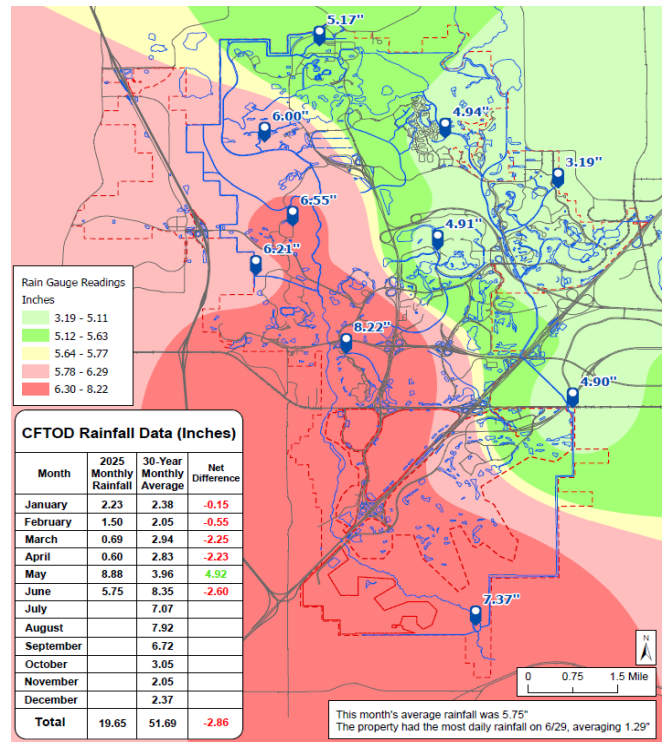 5.17"
6.00"
4.94"
3.19"
6.55"
4.91"
6.21"
8.22"
4.90"
7.37"
Rain Gauge Readings
Inches
3.19 - 5.11
5.12 - 5.63
5.64 - 5.77
5.78 - 6.29
6.30 - 8.22
CFTOD Rainfall Data (Inches)
Month 2025 Monthly Rainfall 30-Year Monthly Average Net Difference
January 2.23 2.38 -0.15
February 1.50 2.05 -0.55
March 0.69 2.94 -2.25
April 0.60 2.83 -2.23
May 8.88 3.96 4.92
June 5.75 8.35 -2.60
July 7.07
August 7.92
September 6.72
October 3.05
November 2.05
December 2.37
Total 19.65 51.69 -2.86
N
0 0.75 1.5 Mile
This month's average rainfall was 5.75"
The property had the most daily rainfall on 6/29, averaging 1.29"